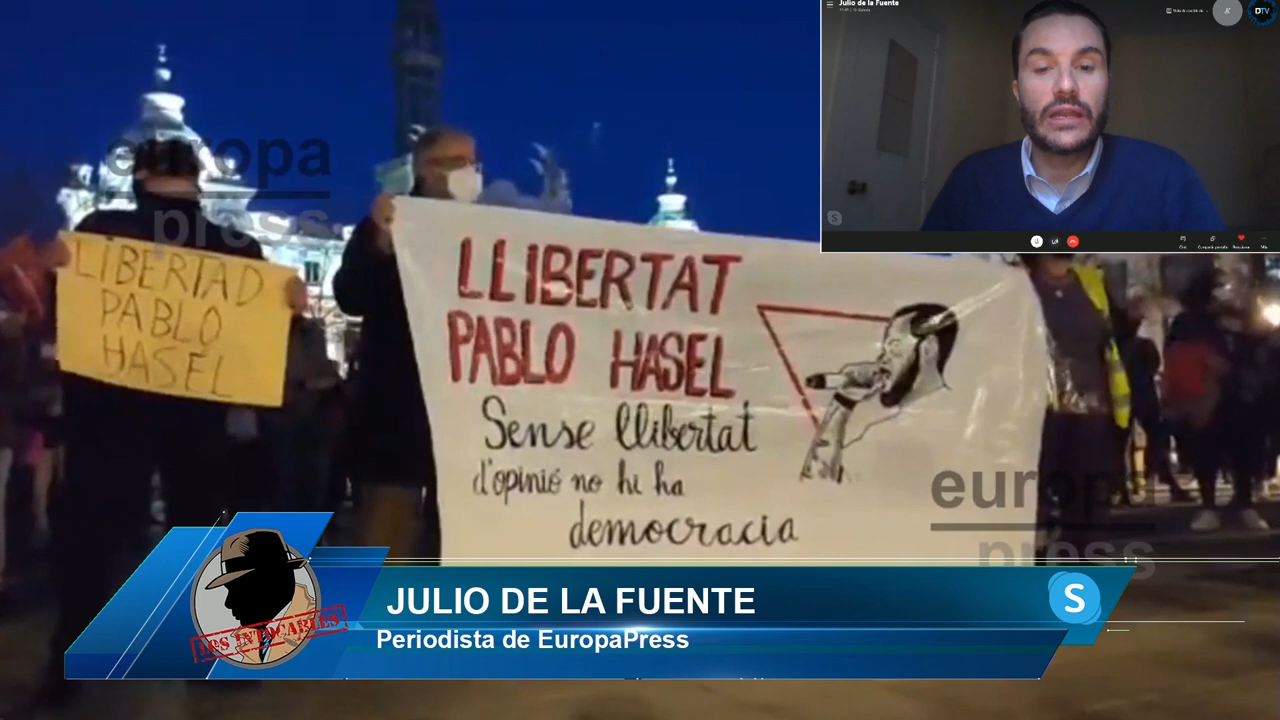 Julio de la Fuente
DTV
europa
press
LIBERTAD
PABLO
HASEL
LLIBERTAT
PABLO HASEL
Sense llibertat
d'opinió no hi ha
democracia
europa
press
LOS INTOCABLES
JULIO DE LA FUENTE
Periodista de EuropaPress
S